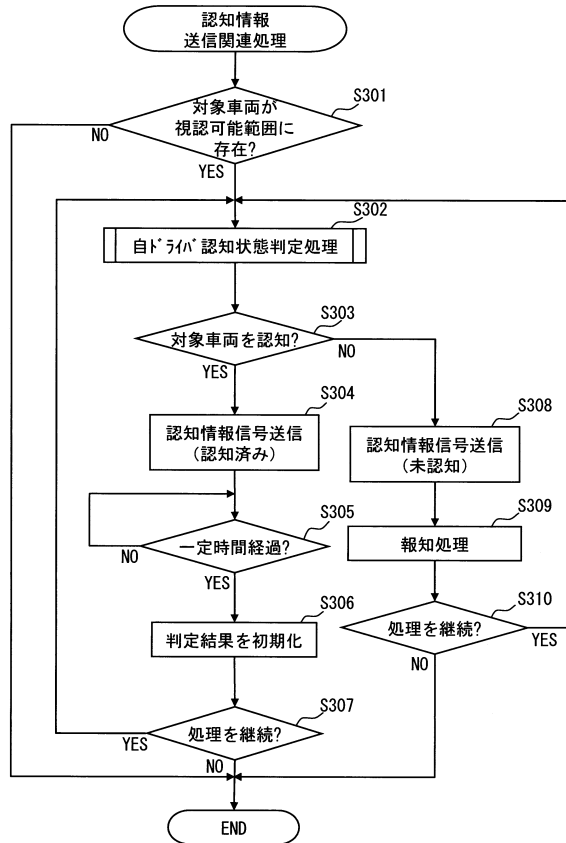 認知情報
送信関連処理
S301
対象車両が
視認可能範囲に
存在?
NO
YES
S302
自ﾄﾞﾗｲﾊﾞ認知状態判定処理
S303
対象車両を認知?
NO
YES
S304
認知情報信号送信
(認知済み)
S308
認知情報信号送信
(未認知)
S305
一定時間経過?
NO
YES
S309
報知処理
S306
判定結果を初期化
S310
処理を継続?
YES
NO
S307
処理を継続?
YES
NO
END